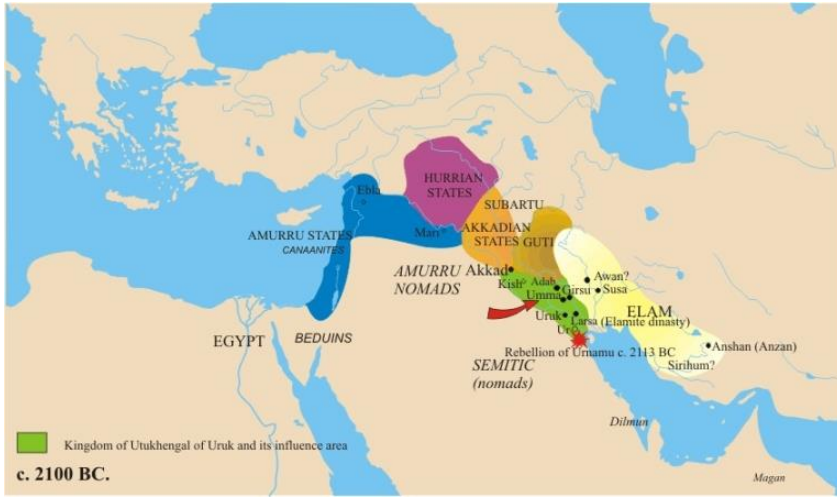 HURRIAN
STATES
SUBARTU
Ebla
AMURRU STATES
CANAANITES
Mari
AKKADIAN
STATES
GUTI
AMURRU
NOMADS
Akkad
Kish
Adab
Awan?
Umma
Girsu
Susa
Uruk
Larsa (Elamite dinasty)
ELAM
Ur
EGYPT
BEDUINS
Rebellion of Urnamu c. 2113 BC
Anshan (Anzan)
Sirihum?
SEMITIC
(nomads)
Dilmun
Kingdom of Utukhengal of Uruk and its influence area
c. 2100 BC.
Magan